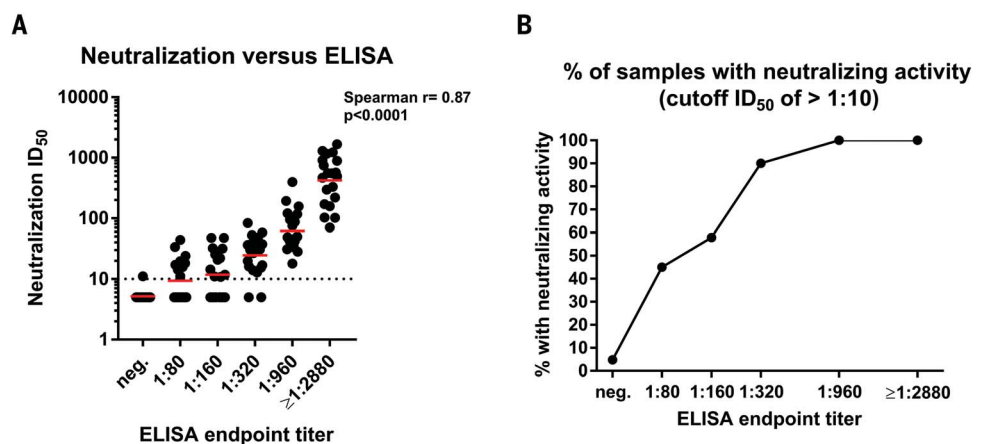 A
Neutralization versus ELISA
Spearman r= 0.87
p<0.0001
Neutralization ID50
10000
1000
100
10
1
neg.
1:80
1:160
1:320
1:960
≥1:2880
ELISA endpoint titer
B
% of samples with neutralizing activity
(cutoff ID50 of > 1:10)
% with neutralizing activity
100
90
80
70
60
50
40
30
20
10
0
neg. 1:80 1:160 1:320 1:960 ≥1:2880
ELISA endpoint titer